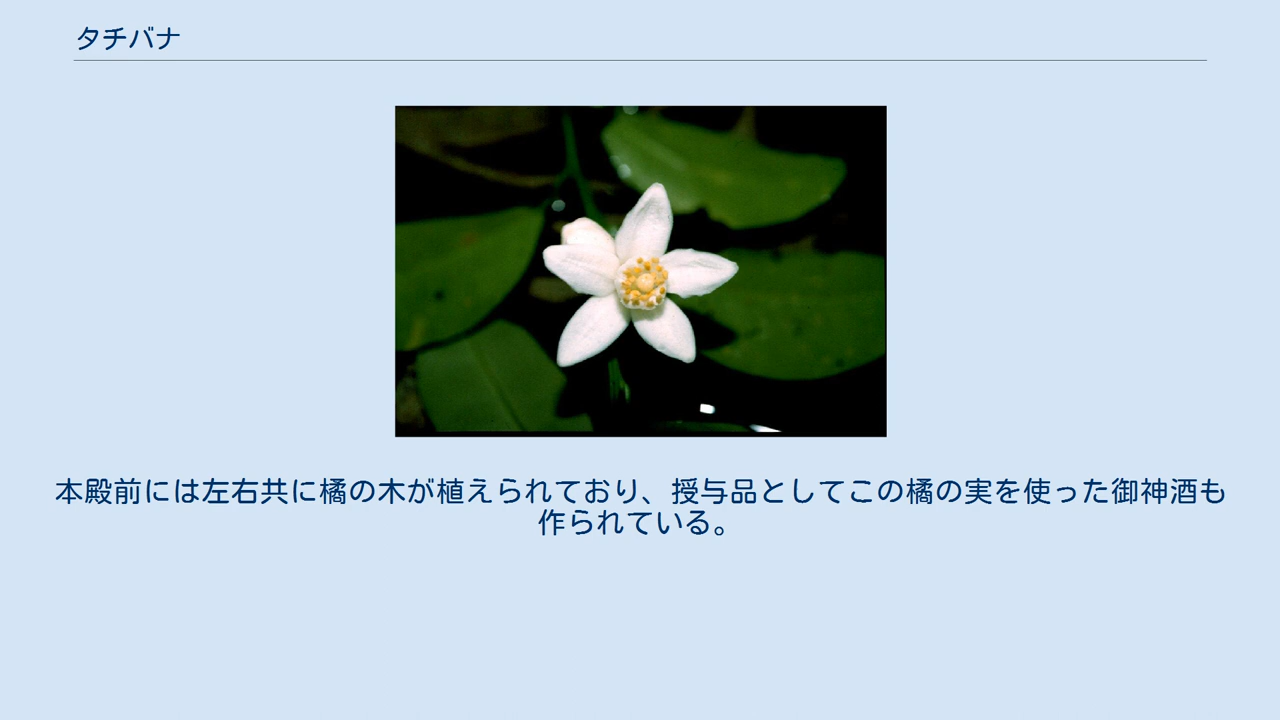 タチバナ
本殿前には左右共に橘の木が植えられており、授与品としてこの橘の実を使った御神酒も
作られている。